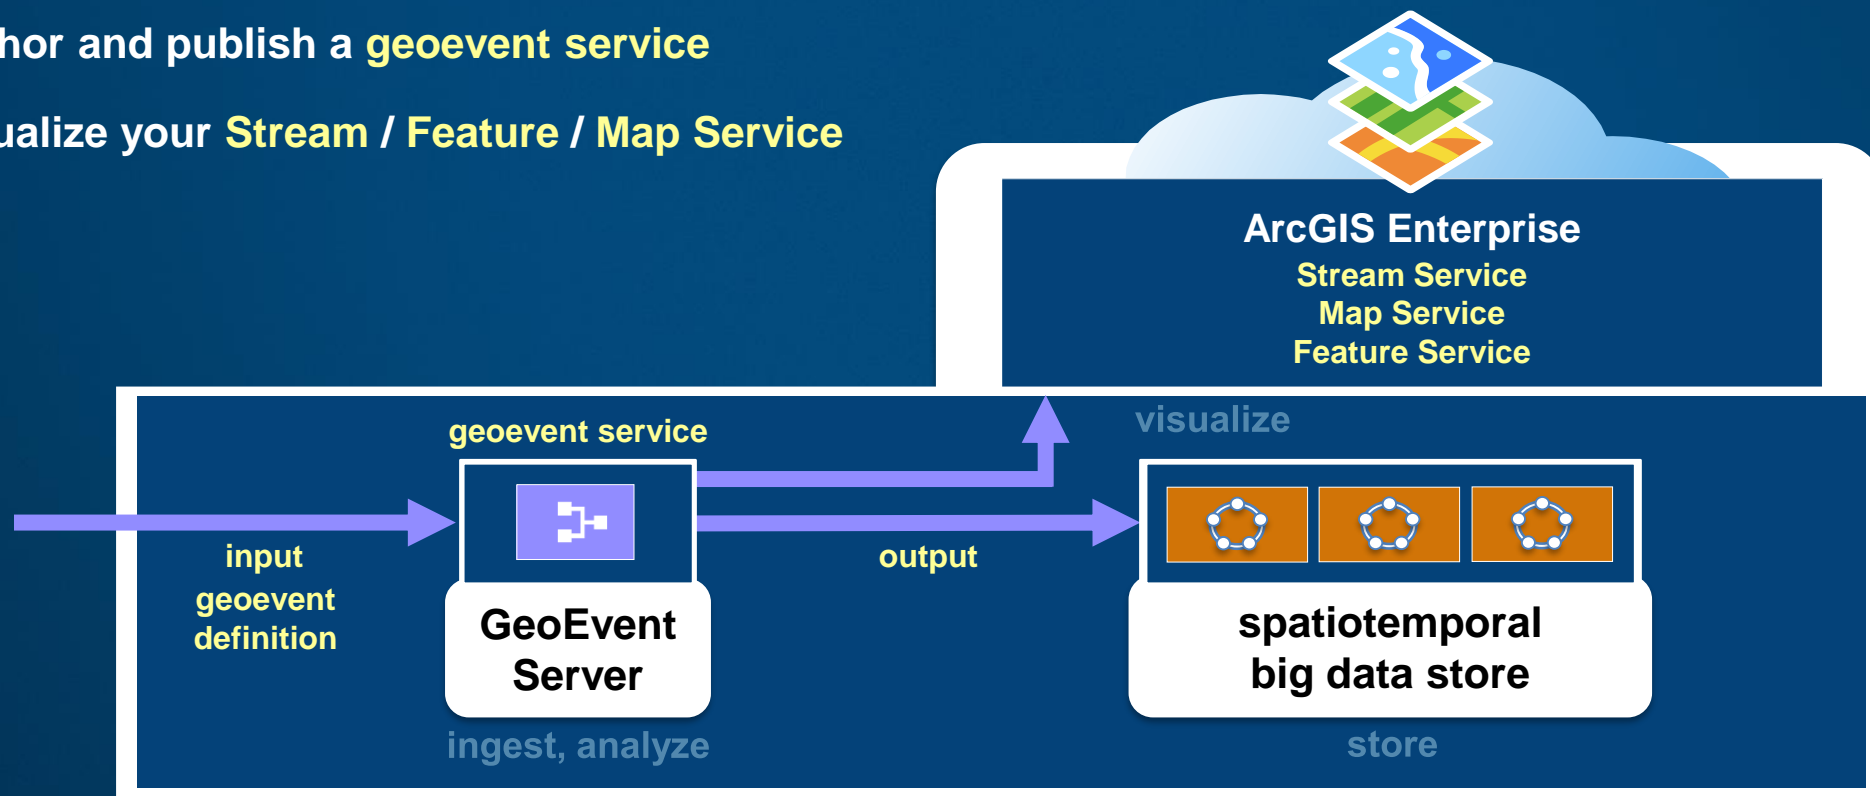 hor and publish a geoevent service
ualize your Stream / Feature / Map Service
ArcGIS Enterprise
Stream Service
Map Service
Feature Service
visualize
geoevent service
input
geoevent
definition
output
GeoEvent
Server
spatiotemporal
big data store
ingest, analyze
store